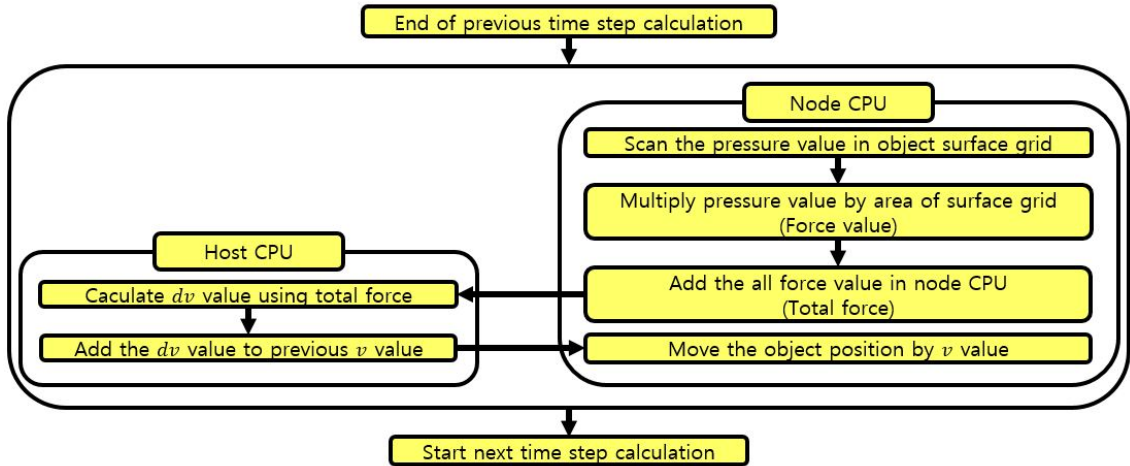 End of previous time step calculation
Node CPU
Scan the pressure value in object surface grid
Multiply pressure value by area of surface grid
(Force value)
Add the all force value in node CPU
(Total force)
Host CPU
Caculate dv value using total force
Add the dv value to previous v value
Move the object position by v value
Start next time step calculation